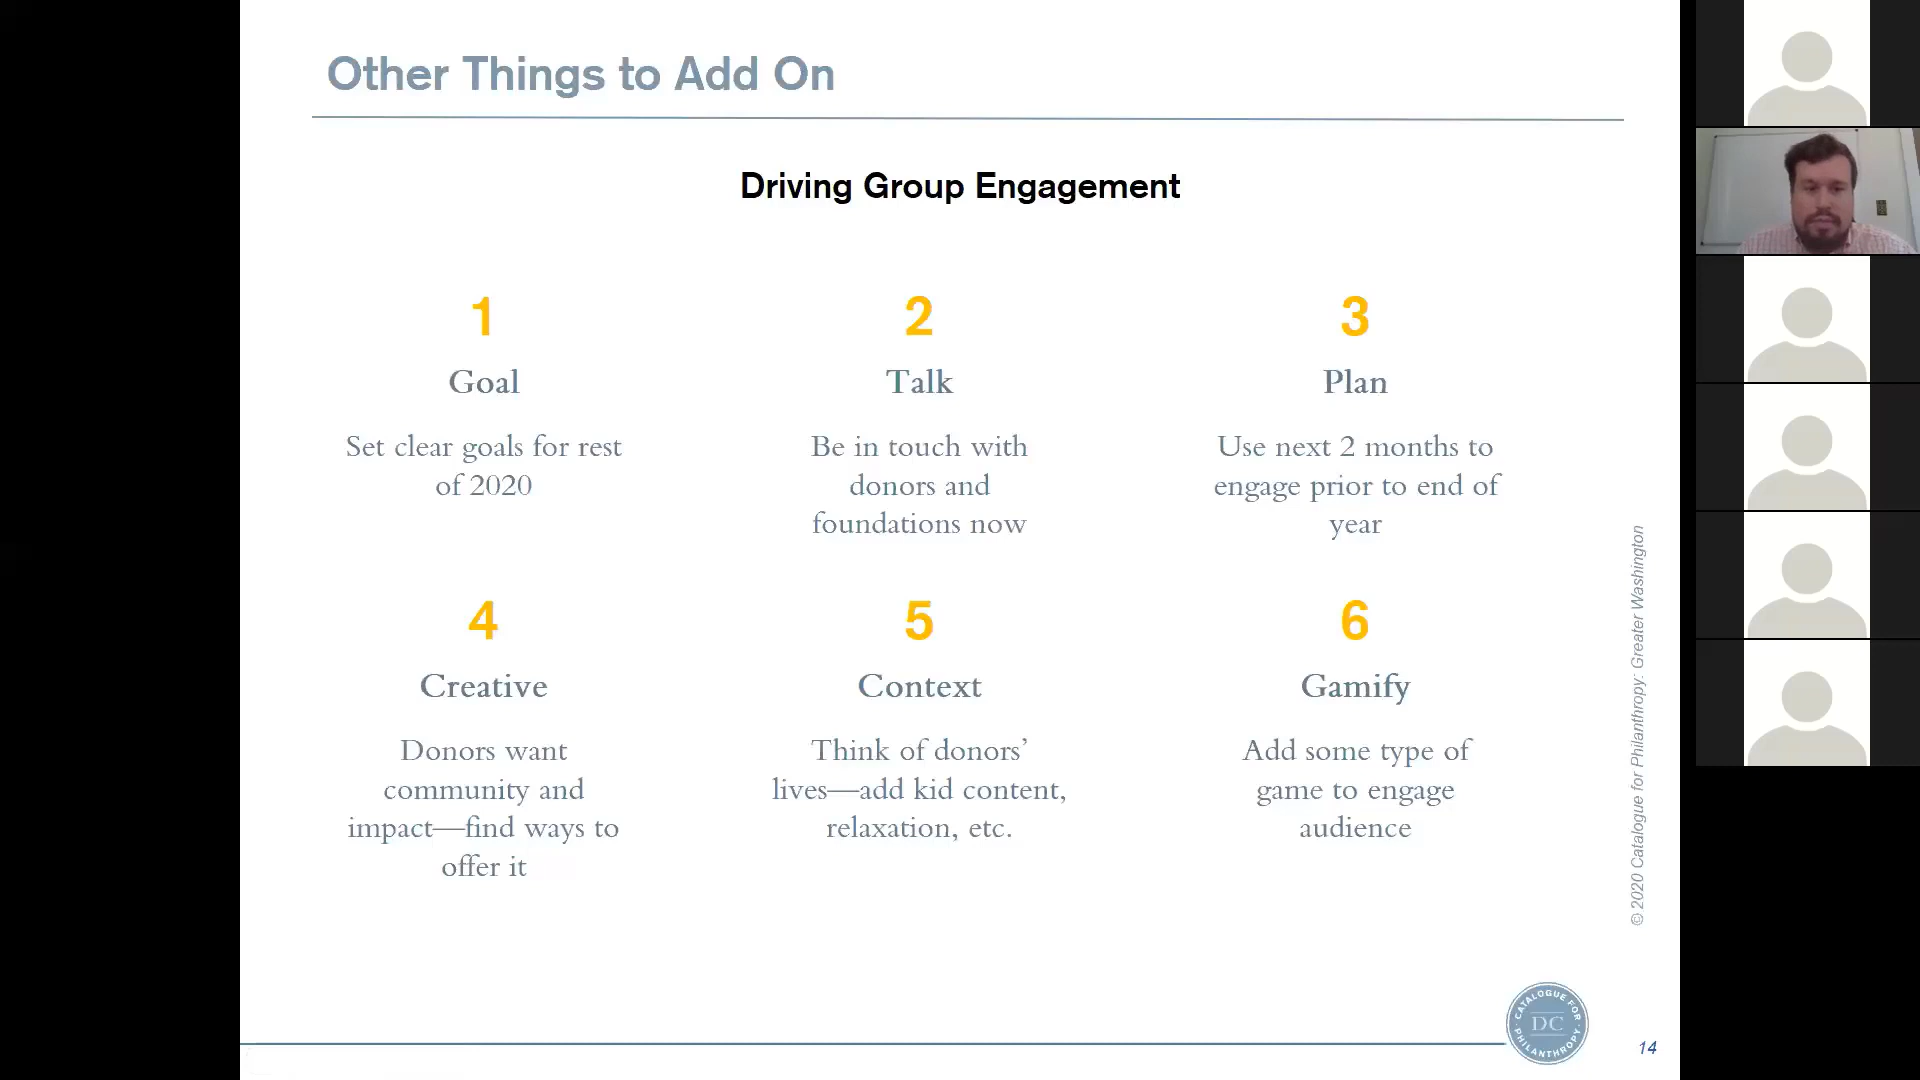 Other Things to Add On
Driving Group Engagement
1
Goal
Set clear goals for rest
of 2020
2
Talk
Be in touch with
donors and
foundations now
3
Plan
Use next 2 months to
engage prior to end of
year
4
Creative
Donors want
community and
impact—find ways to
offer it
5
Context
Think of donors’
lives—add kid content,
relaxation, etc.
6
Gamify
Add some type of
game to engage
audience
© 2020 Catalogue for Philanthropy: Greater Washington
CATALOGUE FOR
DC
PHILANTHROPY
14